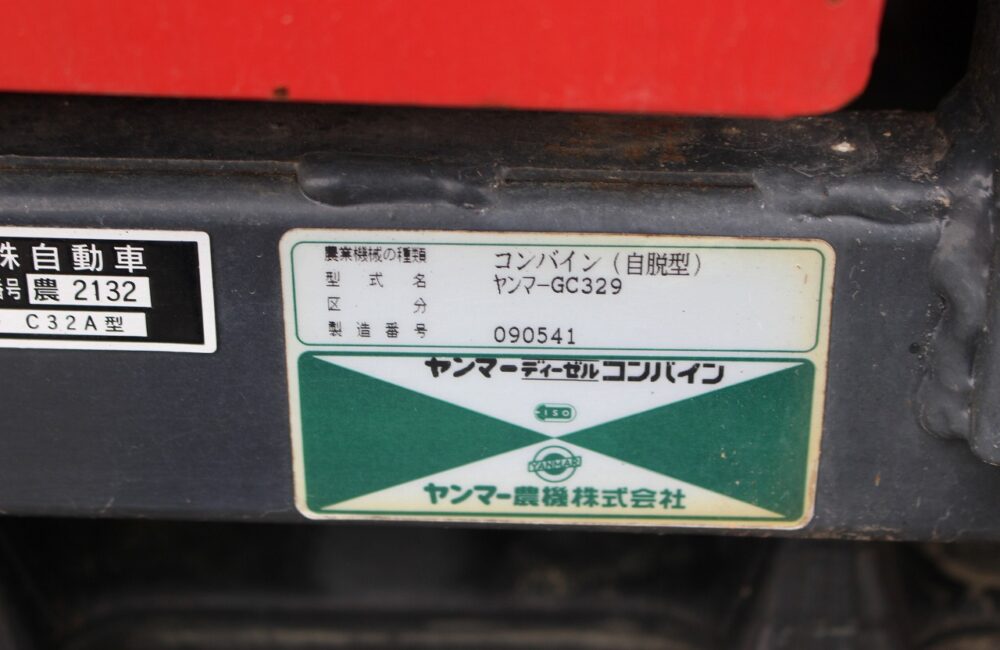 株自動車
番号 農 2132
C32A型
農業機械の種類 コンバイン(自脱型)
型式名 ヤンマーGC329
区分
製造番号 090541
ヤンマーディーゼルコンバイン
ISO
YANMAR
ヤンマー農機株式会社